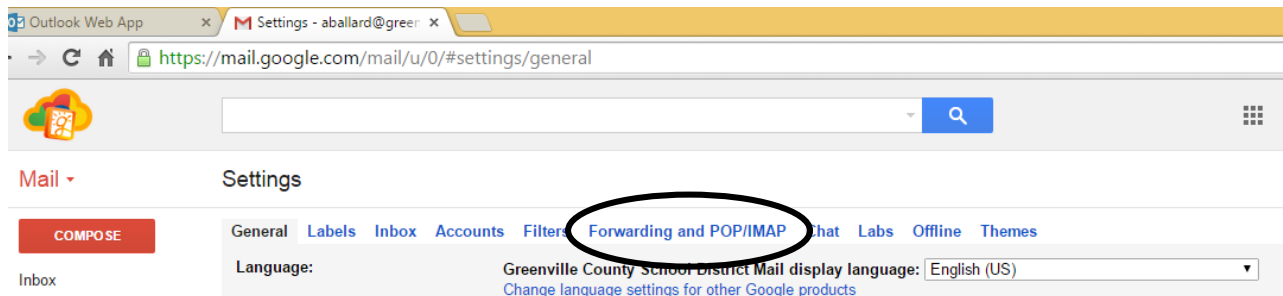 Outlook Web App Settings - aballard@green
https://mail.google.com/mail/u/0/#settings/general
Mail Settings
COMPOSE General Labels Inbox Accounts Filters Forwarding and POP/IMAP Chat Labs Offline Themes
Language: Greenville County School District Mail display language: English (US)
Inbox
Change language settings for other Google products